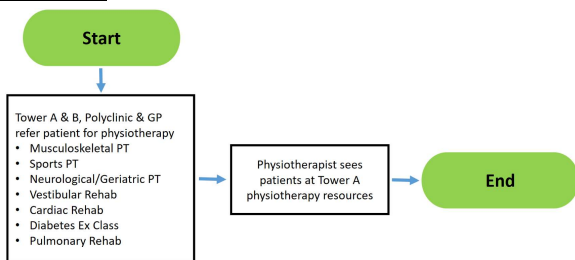 Start
Tower A & B, Polyclinic & GP
refer patient for physiotherapy
• Musculoskeletal PT
• Sports PT
• Neurological/Geriatric PT
• Vestibular Rehab
• Cardiac Rehab
• Diabetes Ex Class
• Pulmonary Rehab
Physiotherapist sees
patients at Tower A
physiotherapy resources
End